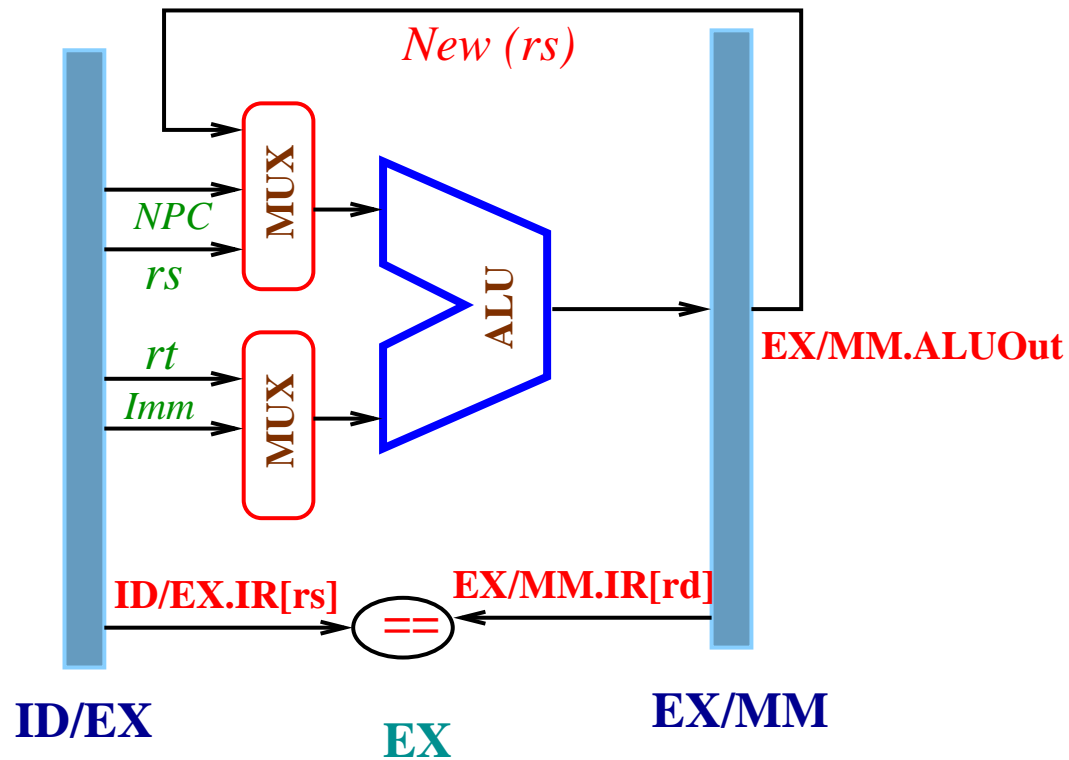 New (rs)
MUX
NPC
rs
ALU
EX/MM.ALUOut
rt
Imm
MUX
ID/EX.IR[rs]
EX/MM.IR[rd]
==
ID/EX
EX
EX/MM